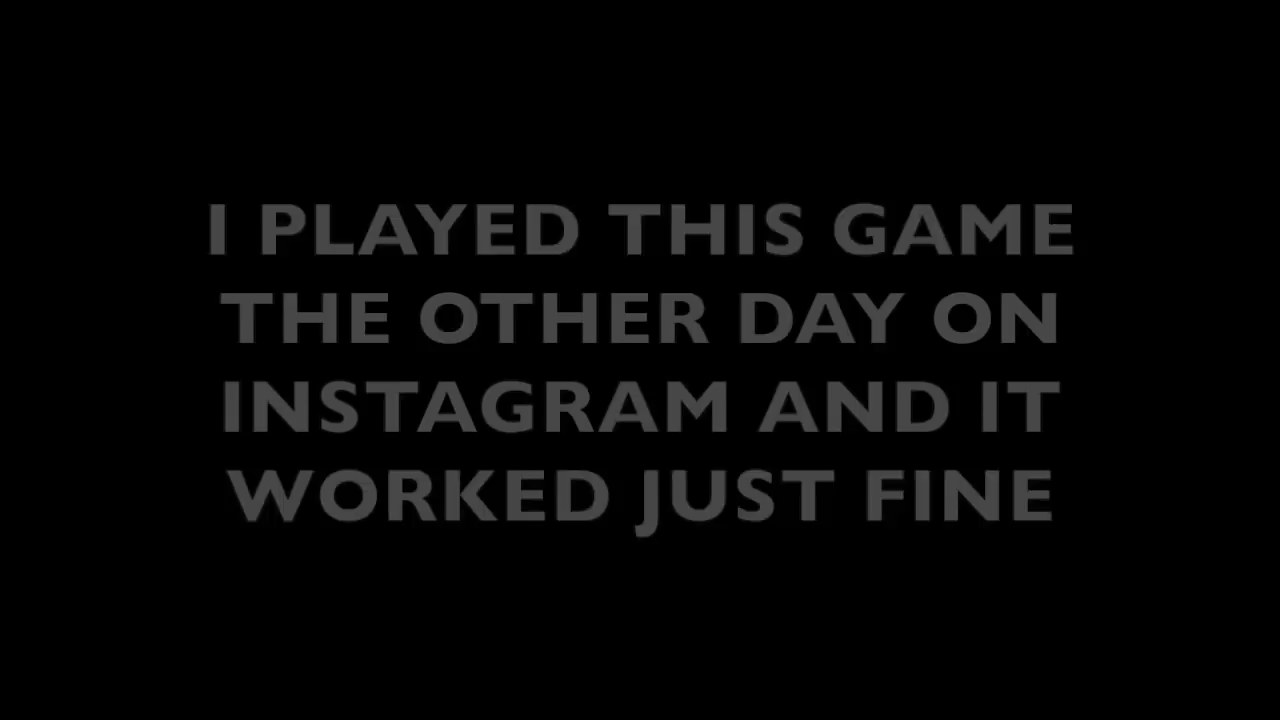 I PLAYED THIS GAME
THE OTHER DAY ON
INSTAGRAM AND IT
WORKED JUST FINE